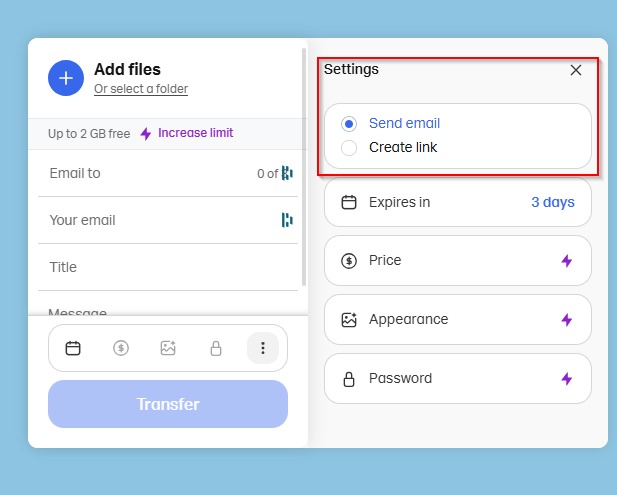 Add files
Or select a folder
Up to 2 GB free Increase limit
Email to 0 of
Your email
Title
Message
Transfer
Settings
Send email
Create link
Expires in 3 days
Price
Appearance
Password